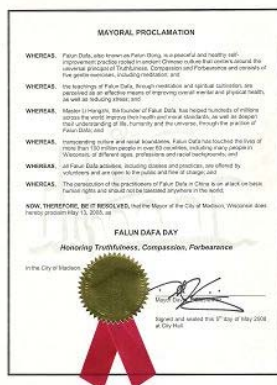 MAYORAL PROCLAMATION
WHEREAS, Falun Dafa, also known as Falun Gong, is a peaceful and healthy self-
improvement practice rooted in ancient Chinese culture that centers around the
universal principal of Truthfulness, Compassion and Forbearance and consists of
five gentle exercises, including meditation; and
WHEREAS, the teachings of Falun Dafa, through meditation and spiritual cultivation, are
perceived as an effective means of improving overall mental and physical health,
as well as reducing stress; and
WHEREAS, Master Li Hongzhi, the founder of Falun Dafa, has helped hundreds of millions
across the world improve their health and moral standards, as well as deepen
their understanding of life, humanity and the universe, through the practice of
Falun Dafa; and
WHEREAS, transcending culture and racial boundaries, Falun Dafa has touched the lives of
more than 100 million people in over 80 countries, including many people in
Wisconsin, of different ages, professions and racial backgrounds; and
WHEREAS, all Falun Dafa activities, including classes and practices, are offered by
volunteers and are open to the public and free of charge; and
WHEREAS, The persecution of the practitioners of Falun Dafa in China is an attack on basic
human rights and should not be tolerated anywhere in the world.
NOW, THEREFORE, BE IT RESOLVED, that the Mayor of the City of Madison, Wisconsin does
hereby proclaim May 13, 2008, as
FALUN DAFA DAY
Honoring Truthfulness, Compassion, Forbearance
In the City of Madison
Mayor
Signed and sealed this 5th day of May 2008
at City Hall